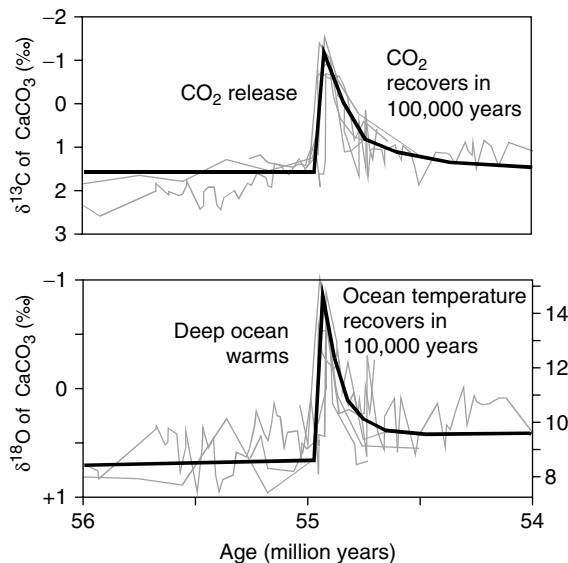 −2
−1
0
1
2
3
δ13C of CaCO3 (‰)
CO2 release
CO2
recovers in
100,000 years
−1
0
+1
δ18O of CaCO3 (‰)
Deep ocean
warms
Ocean temperature
recovers in
100,000 years
14
12
10
8
56
55
54
Age (million years)